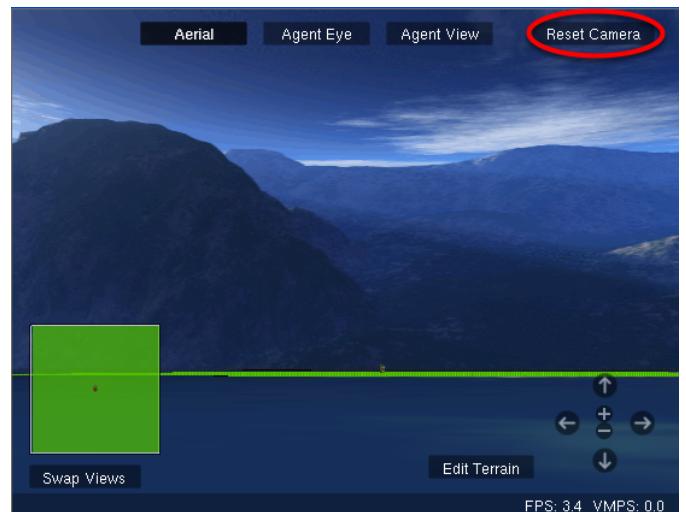 Aerial Agent Eye Agent View Reset Camera
Swap Views
Edit Terrain
FPS: 3.4 VMPS: 0.0